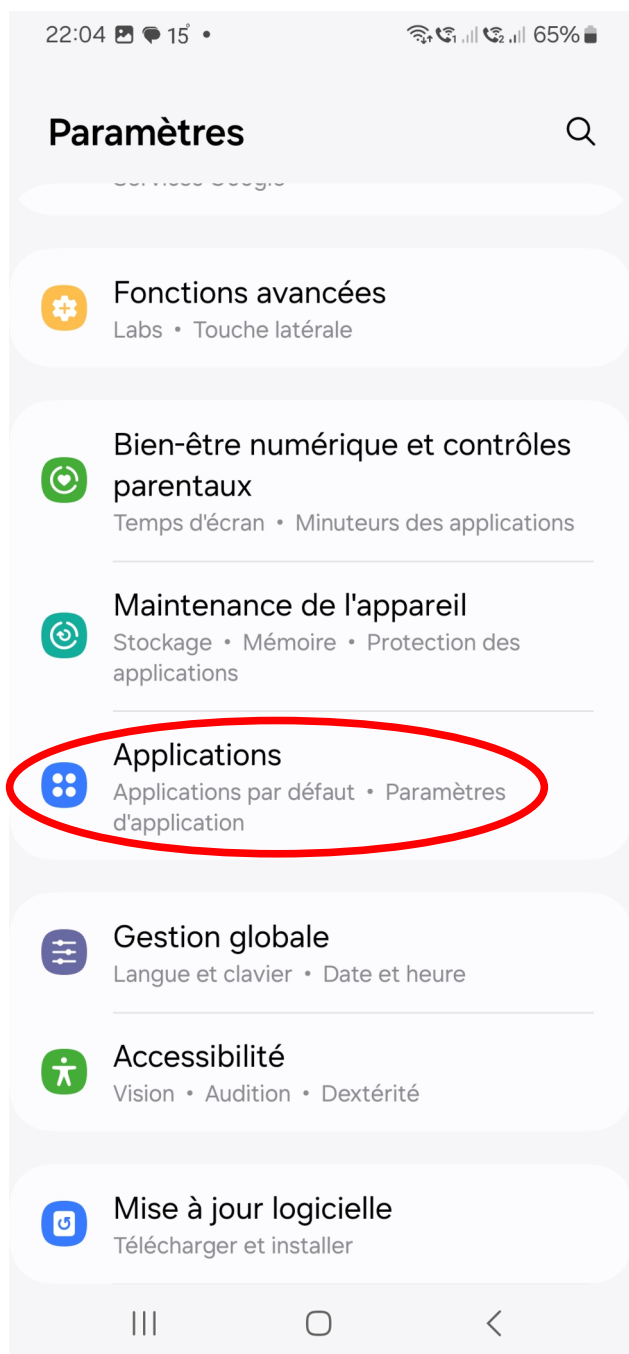 22:04 15°
65%
Paramètres
Fonctions avancées
Labs • Touche latérale
Bien-être numérique et contrôles
parentaux
Temps d'écran • Minuteurs des applications
Maintenance de l'appareil
Stockage • Mémoire • Protection des
applications
Applications
Applications par défaut • Paramètres
d'application
Gestion globale
Langue et clavier • Date et heure
Accessibilité
Vision • Audition • Dextérité
Mise à jour logicielle
Télécharger et installer